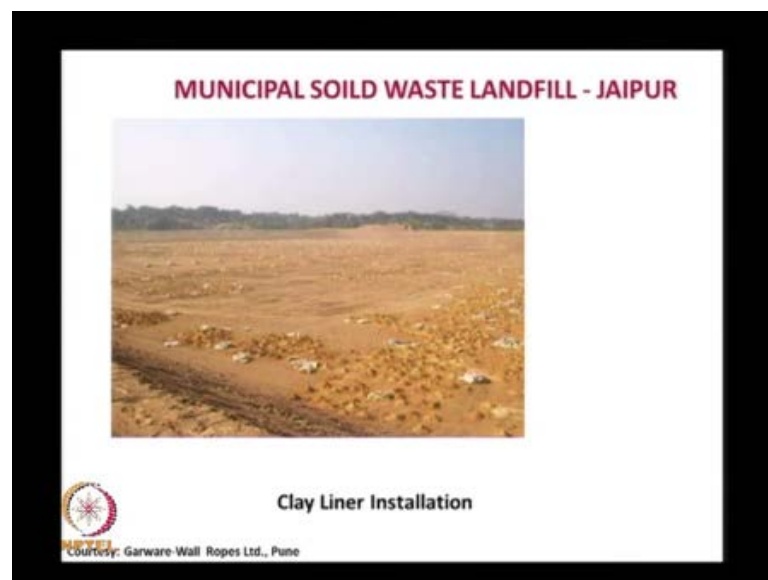 MUNICIPAL SOILD WASTE LANDFILL - JAIPUR
Clay Liner Installation
NPTEL
Courtesy: Garware-Wall Ropes Ltd., Pune